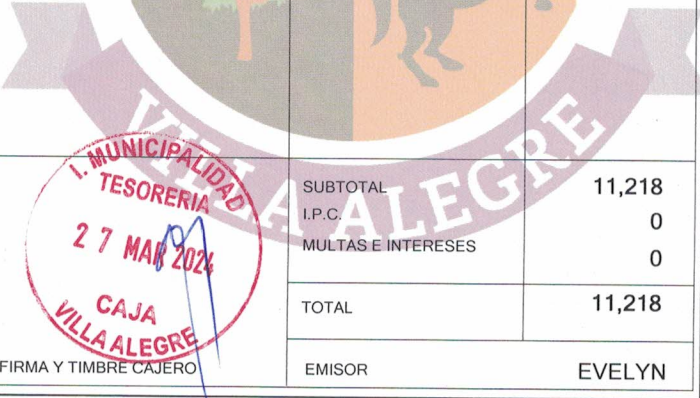 VILLA ALEGRE
I. MUNICIPALIDAD
TESORERIA
27 MAR 2024
CAJA
VILLA ALEGRE
FIRMA Y TIMBRE CAJERO
SUBTOTAL 11,218
I.P.C. 0
MULTAS E INTERESES 0
TOTAL 11,218
EMISOR EVELYN